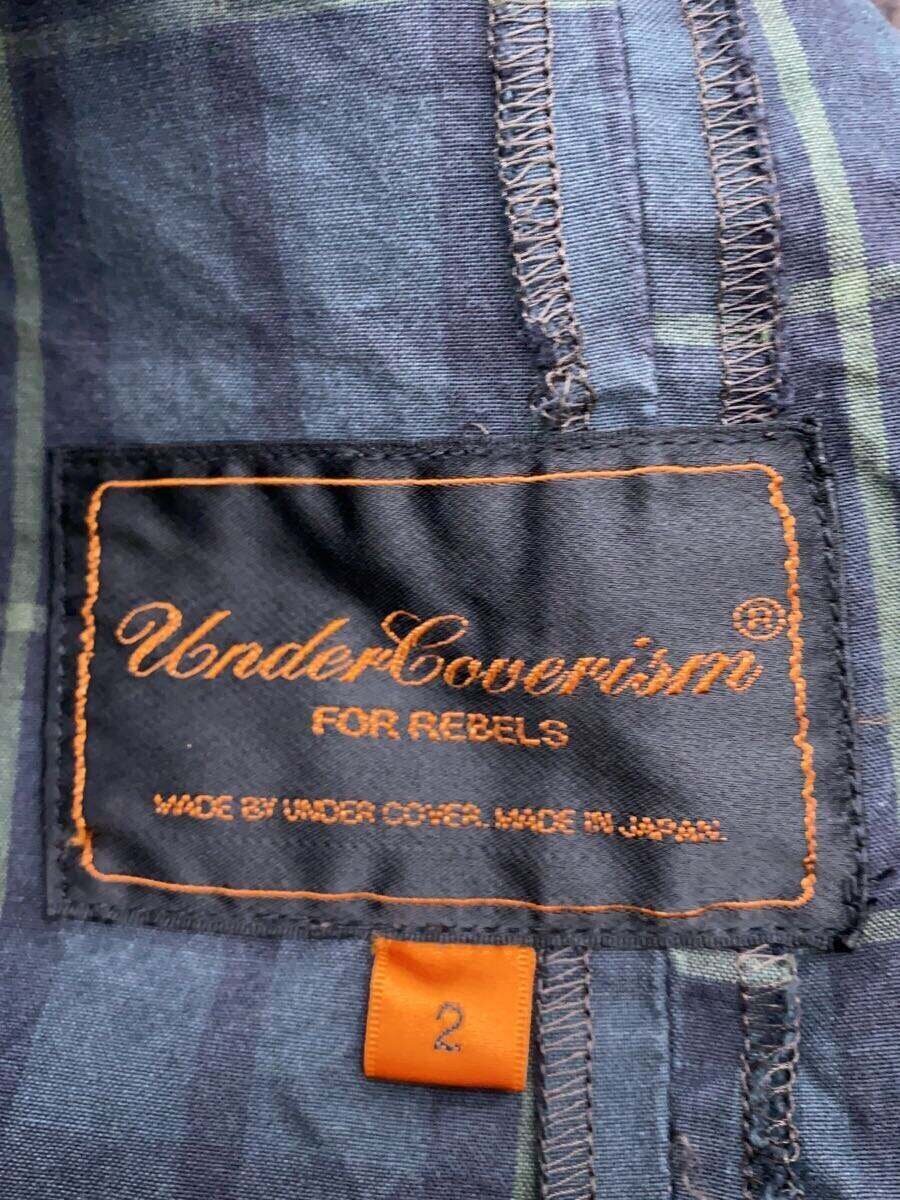 UnderCoverism®
FOR REBELS
MADE BY UNDER COVER. MADE IN JAPAN.
2